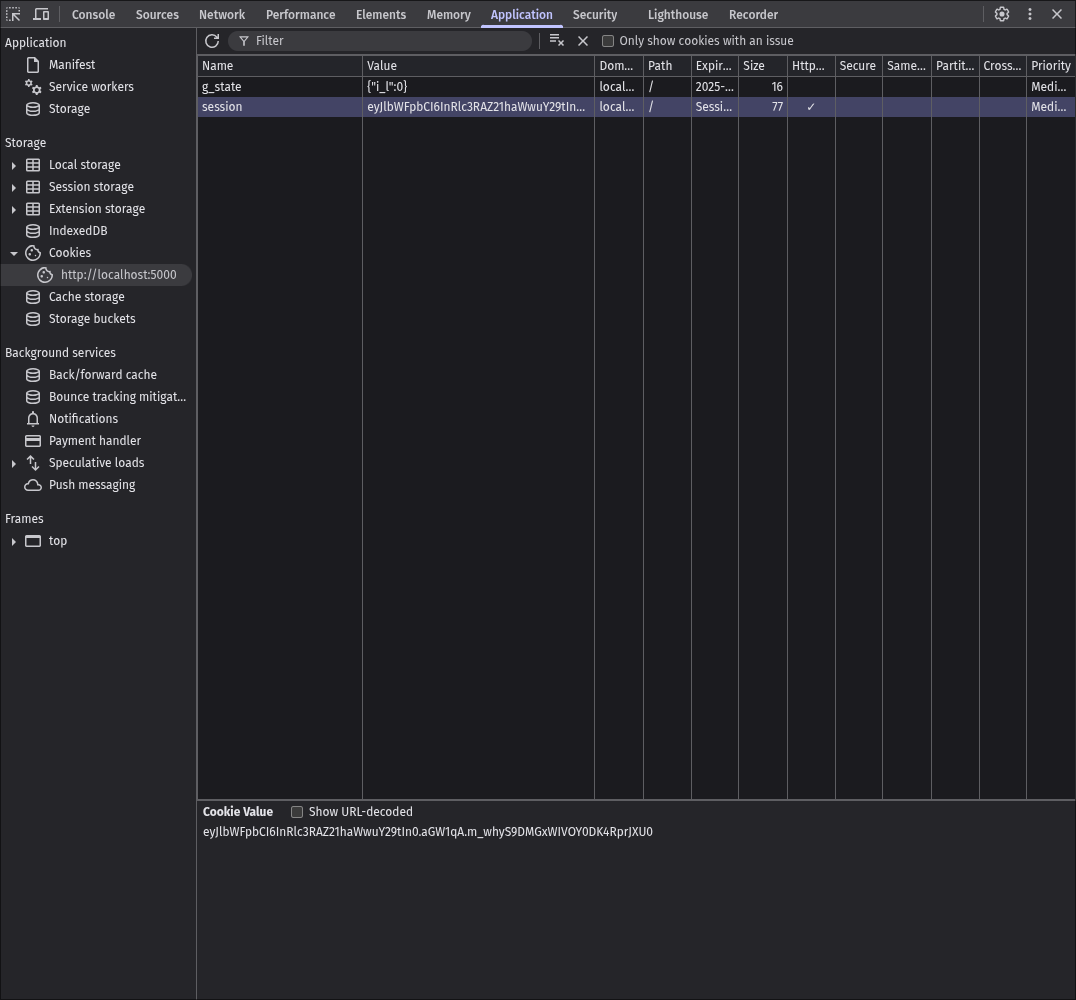 Console Sources Network Performance Elements Memory Application Security Lighthouse Recorder
Application
Manifest
Service workers
Storage
Storage
Local storage
Session storage
Extension storage
IndexedDB
Cookies
http://localhost:5000
Cache storage
Storage buckets
Background services
Back/forward cache
Bounce tracking mitigat...
Notifications
Payment handler
Speculative loads
Push messaging
Frames
top
Filter Only show cookies with an issue
Name Value Dom... Path Expir... Size Http... Secure Same... Partit... Cross... Priority
g_state {"i_l":0} local... / 2025-... 16 Medi...
session eyJlbWFpbCI6InRlc3RAZ21haWwuY29tIn... local... / Sessi... 77 ✓ Medi...
Cookie Value Show URL-decoded
eyJlbWFpbCI6InRlc3RAZ21haWwuY29tIn0.aGW1qA.m_whyS9DMGxWIVOY0DK4RprJXU0